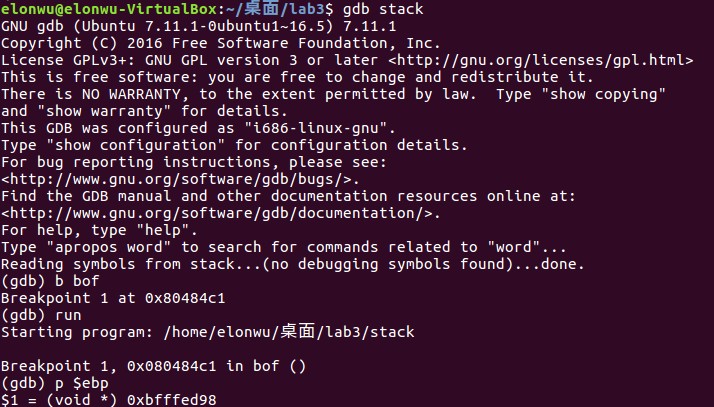 elonwu@elonwu-VirtualBox:~/桌面/lab3$ gdb stack
GNU gdb (Ubuntu 7.11.1-0ubuntu1~16.5) 7.11.1
Copyright (C) 2016 Free Software Foundation, Inc.
License GPLv3+: GNU GPL version 3 or later <http://gnu.org/licenses/gpl.html>
This is free software: you are free to change and redistribute it.
There is NO WARRANTY, to the extent permitted by law.  Type "show copying"
and "show warranty" for details.
This GDB was configured as "i686-linux-gnu".
Type "show configuration" for configuration details.
For bug reporting instructions, please see:
<http://www.gnu.org/software/gdb/bugs/>.
Find the GDB manual and other documentation resources online at:
<http://www.gnu.org/software/gdb/documentation/>.
For help, type "help".
Type "apropos word" to search for commands related to "word"...
Reading symbols from stack...(no debugging symbols found)...done.
(gdb) b bof
Breakpoint 1 at 0x80484c1
(gdb) run
Starting program: /home/elonwu/桌面/lab3/stack
Breakpoint 1, 0x080484c1 in bof ()
(gdb) p $ebp
$1 = (void *) 0xbfffed98